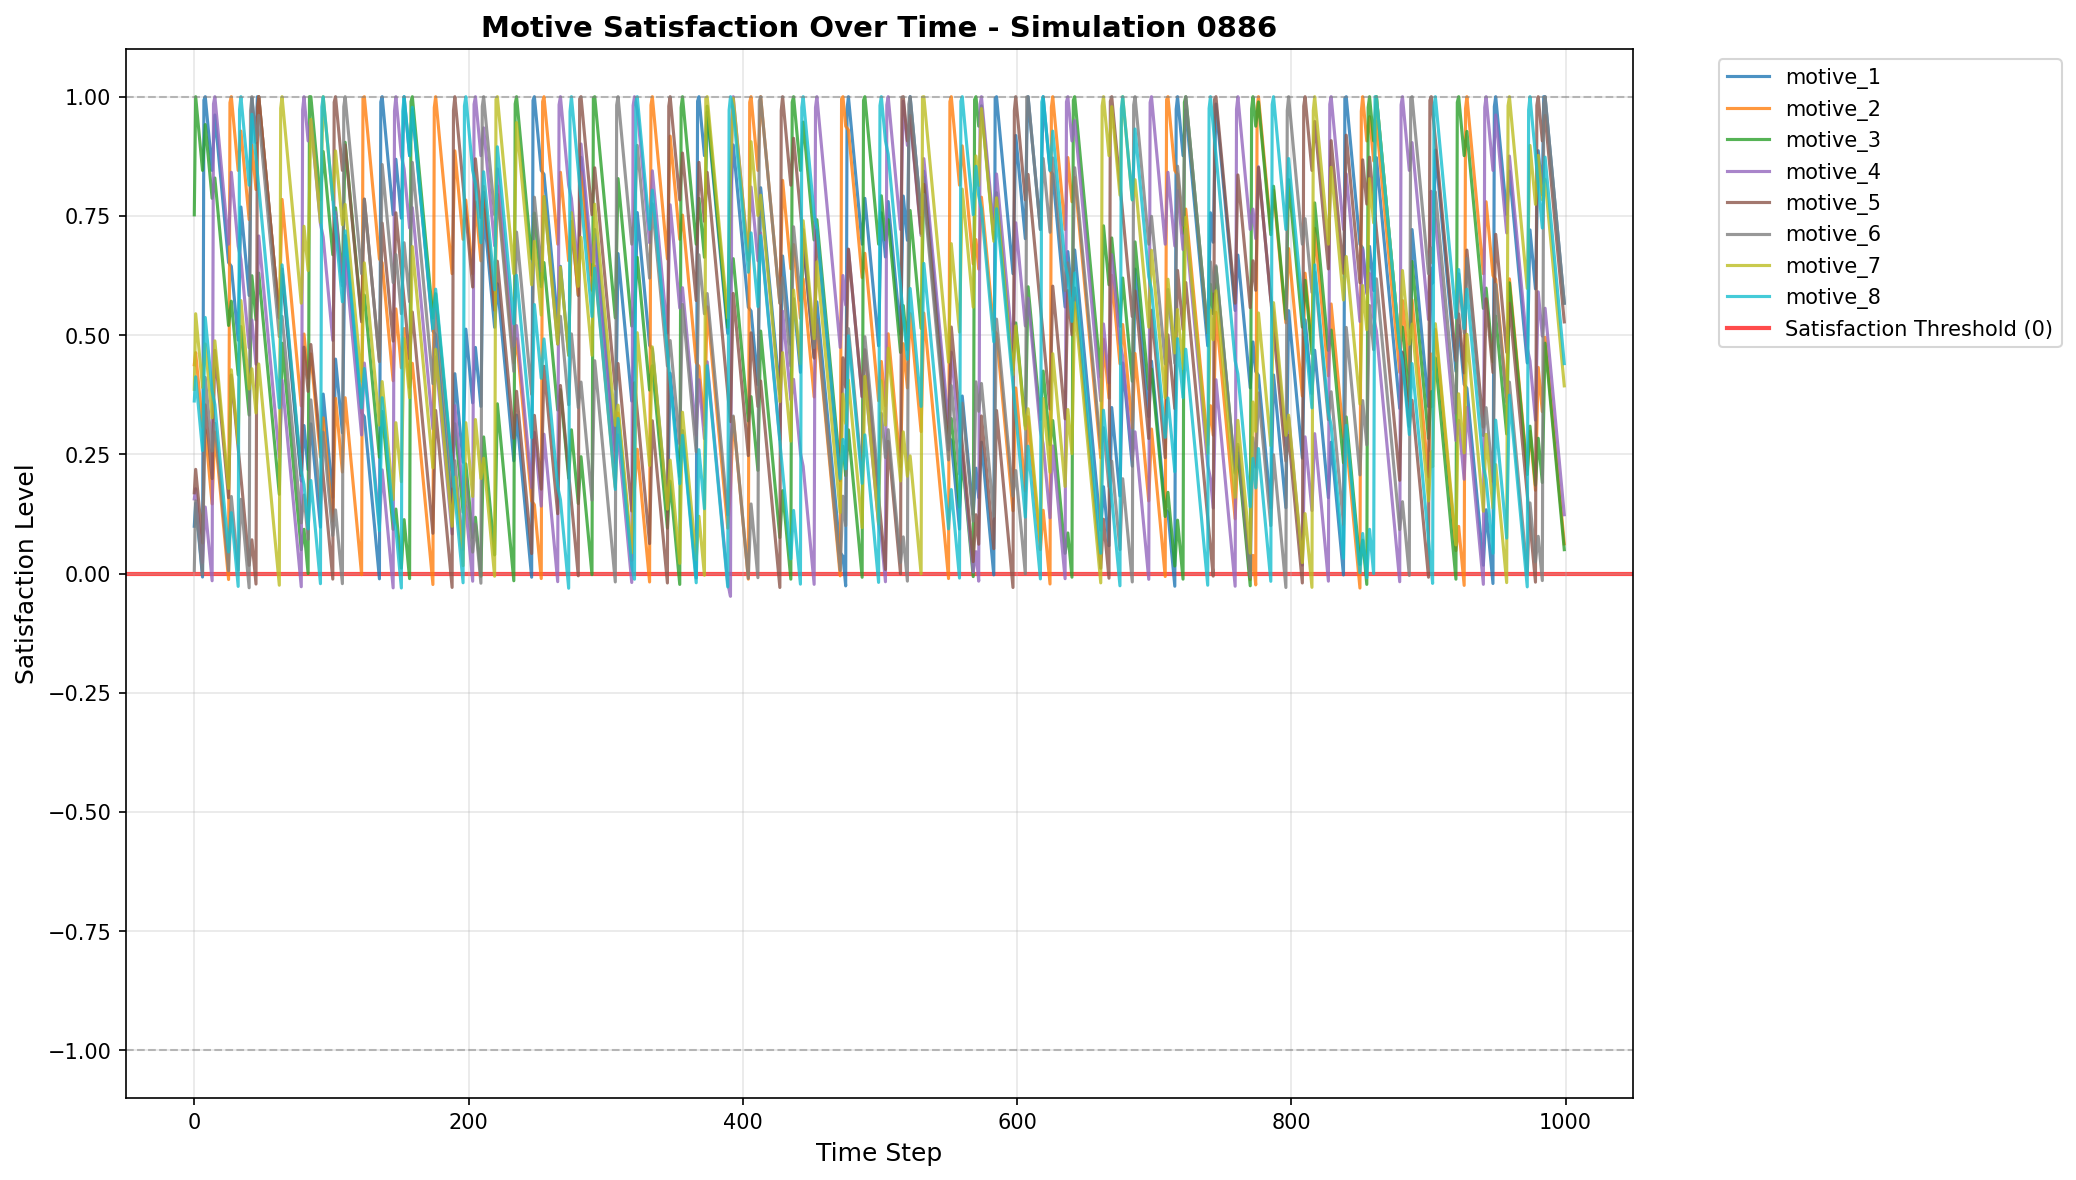 Motive Satisfaction Over Time - Simulation 0886
Satisfaction Level
1.00
0.75
0.50
0.25
0.00
−0.25
−0.50
−0.75
−1.00
0
200
400
600
800
1000
Time Step
motive_1
motive_2
motive_3
motive_4
motive_5
motive_6
motive_7
motive_8
Satisfaction Threshold (0)